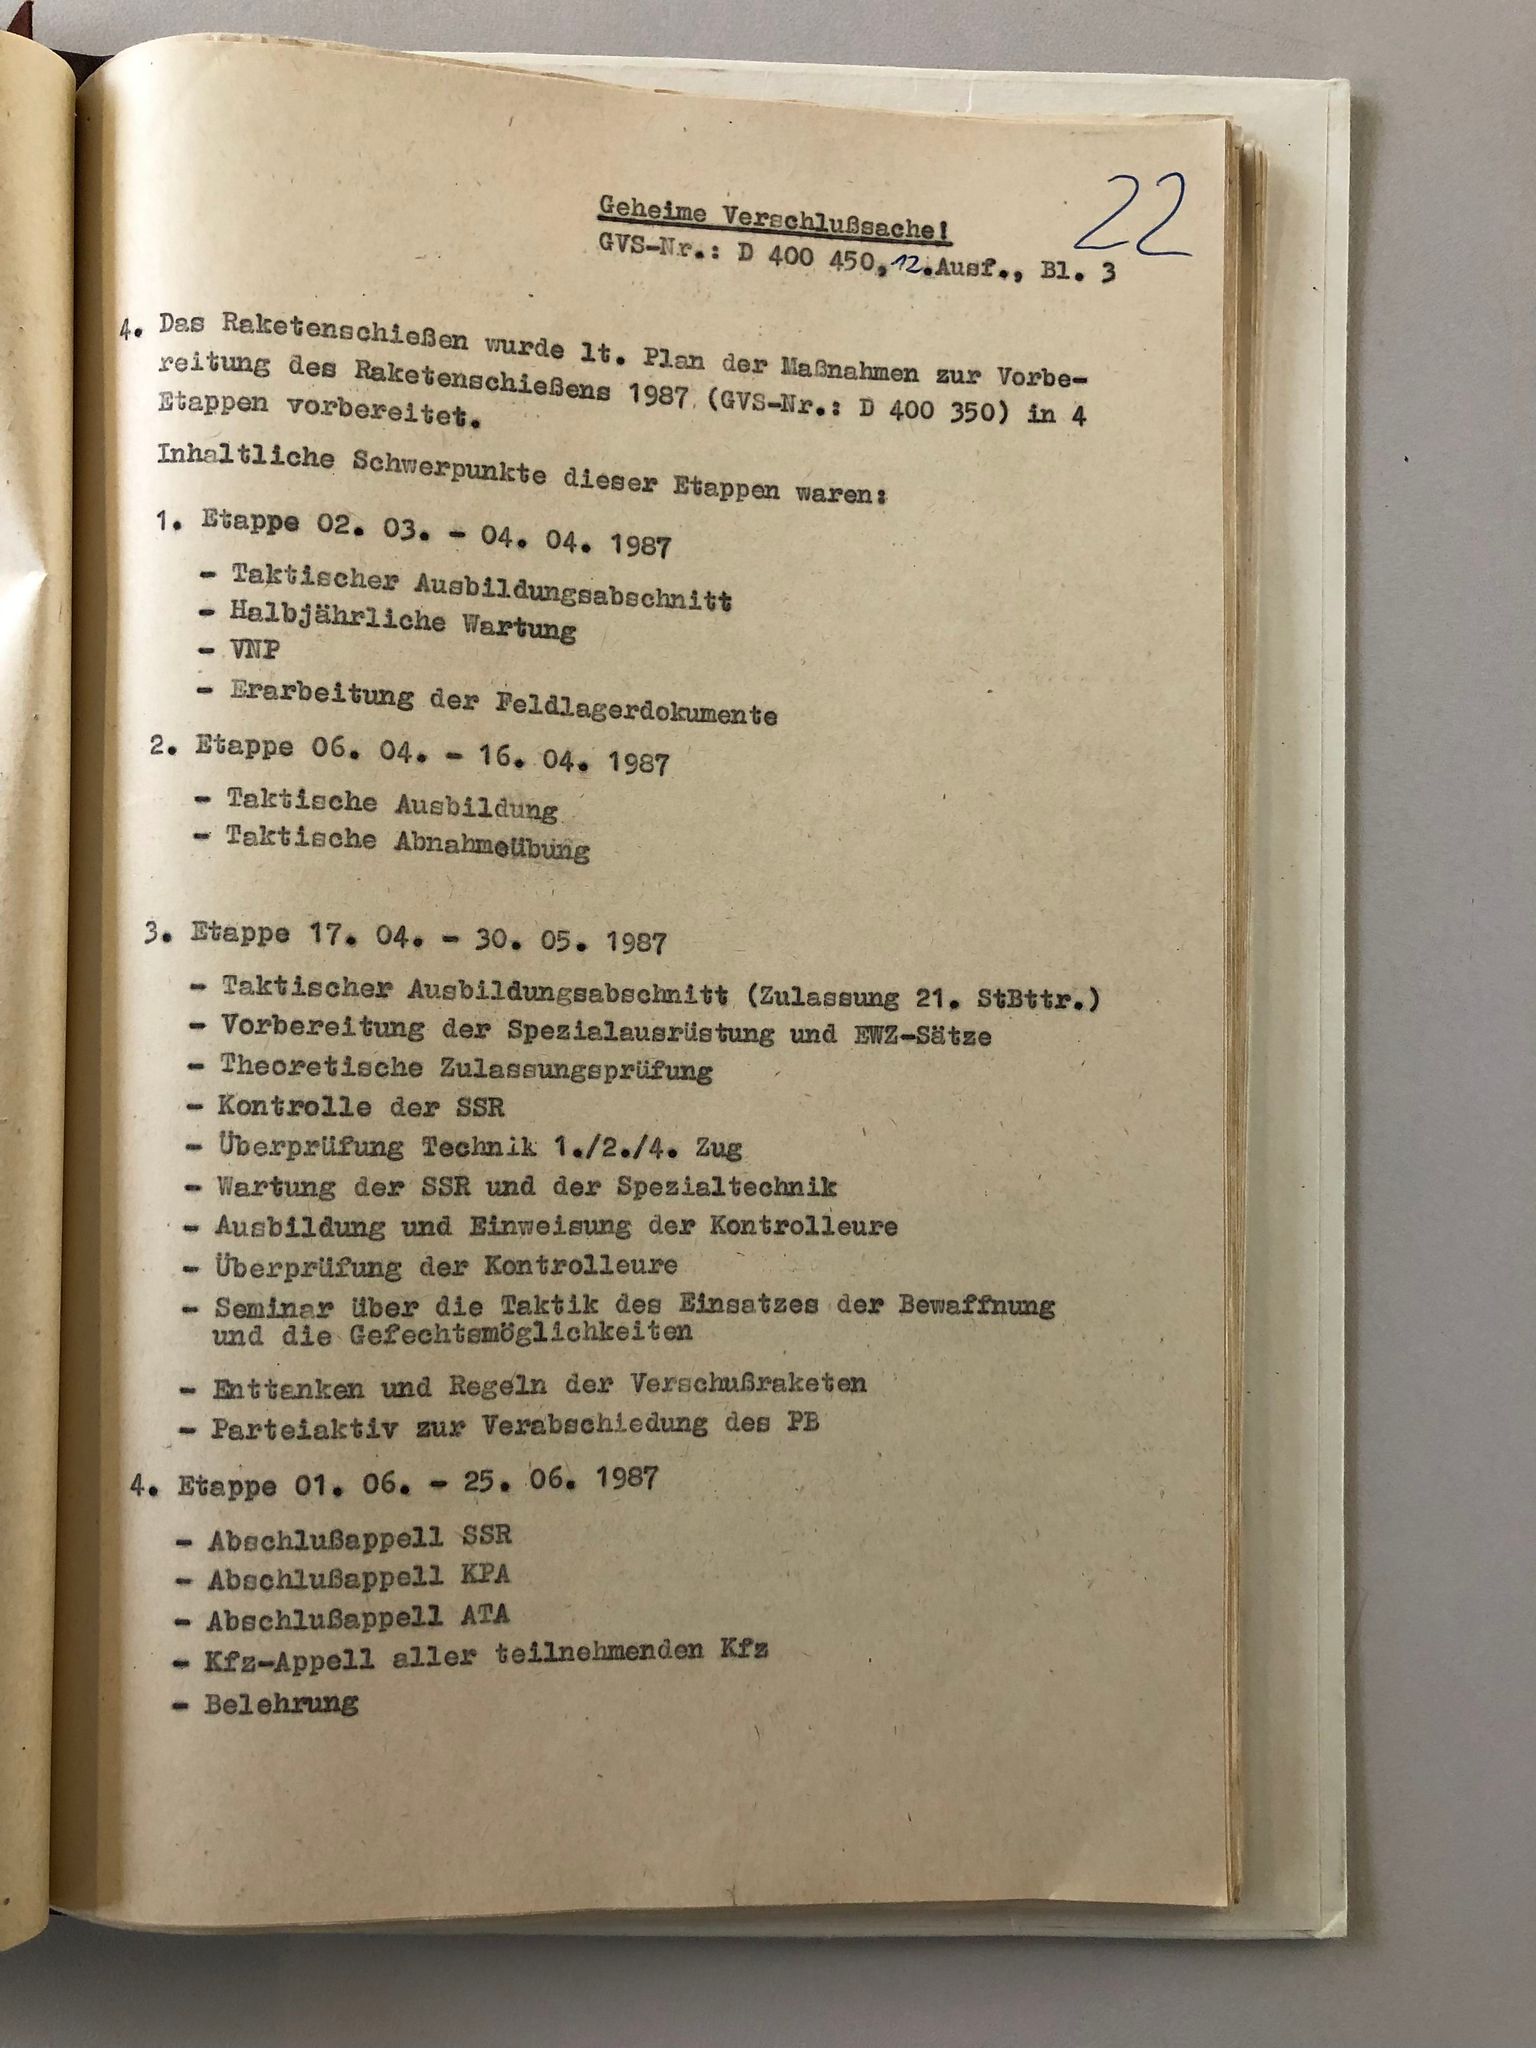 22
Geheime Verschlußsache!
GVS-Nr.: D 400 450, 12. Ausf., Bl. 3
4. Das Raketenschießen wurde lt. Plan der Maßnahmen zur Vorbe-
reitung des Raketenschießens 1987 (GVS-Nr.: D 400 350) in 4
Etappen vorbereitet.
Inhaltliche Schwerpunkte dieser Etappen waren:
1. Etappe 02. 03. - 04. 04. 1987
- Taktischer Ausbildungsabschnitt
- Halbjährliche Wartung
- VNP
- Erarbeitung der Feldlagerdokumente
2. Etappe 06. 04. - 16. 04. 1987
- Taktische Ausbildung
- Taktische Abnahmeübung
3. Etappe 17. 04. - 30. 05. 1987
- Taktischer Ausbildungsabschnitt (Zulassung 21. StBttr.)
- Vorbereitung der Spezialausrüstung und EWZ-Sätze
- Theoretische Zulassungsprüfung
- Kontrolle der SSR
- Überprüfung Technik 1./2./4. Zug
- Wartung der SSR und der Spezialtechnik
- Ausbildung und Einweisung der Kontrolleure
- Überprüfung der Kontrolleure
- Seminar über die Taktik des Einsatzes der Bewaffnung
und die Gefechtsmöglichkeiten
- Enttanken und Regeln der Verschußraketen
- Parteiaktiv zur Verabschiedung des PB
4. Etappe 01. 06. - 25. 06. 1987
- Abschlußappell SSR
- Abschlußappell KPA
- Abschlußappell ATA
- Kfz-Appell aller teilnehmenden Kfz
- Belehrung